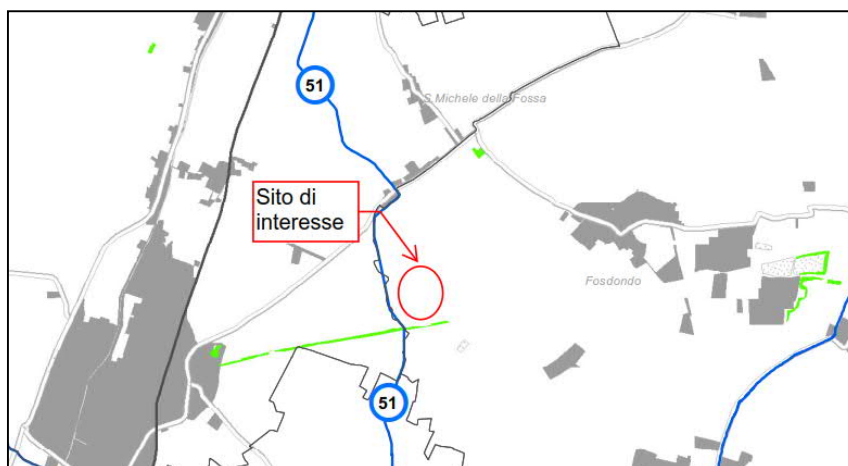 51
S.Michele della Fossa
Sito di
interesse
Fosdondo
51